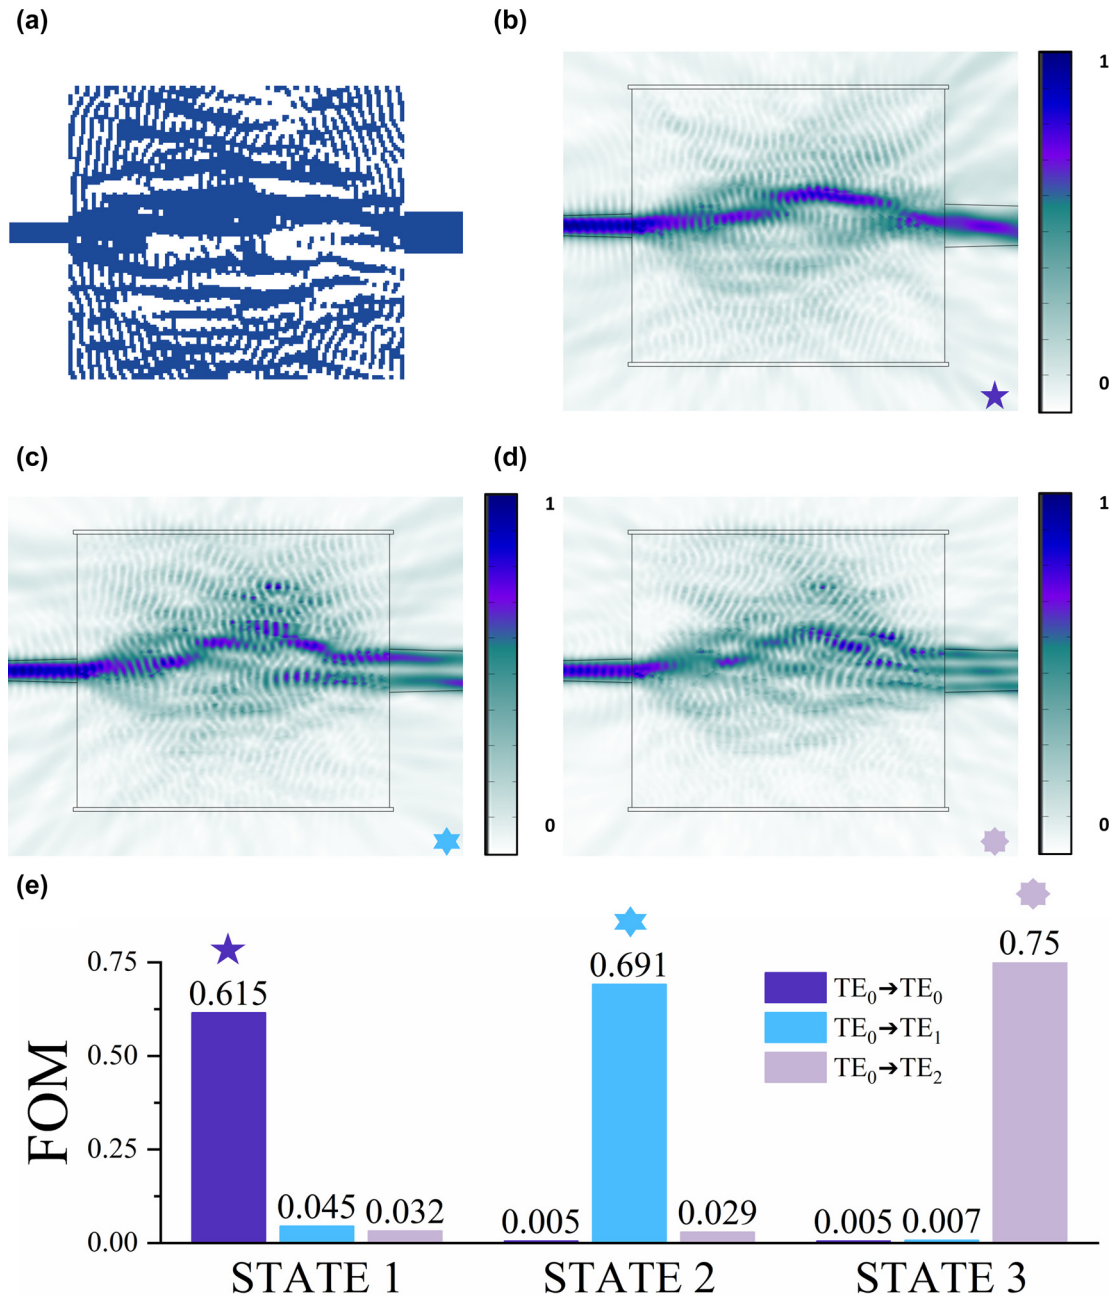 (a)
(b)
1
0
(c)
(d)
1
0
1
0
(e)
FOM
0.75
0.50
0.25
0.00
0.615
0.045
0.032
0.005
0.691
0.029
0.005
0.007
0.75
TE₀➔TE₀
TE₀➔TE₁
TE₀➔TE₂
STATE 1
STATE 2
STATE 3